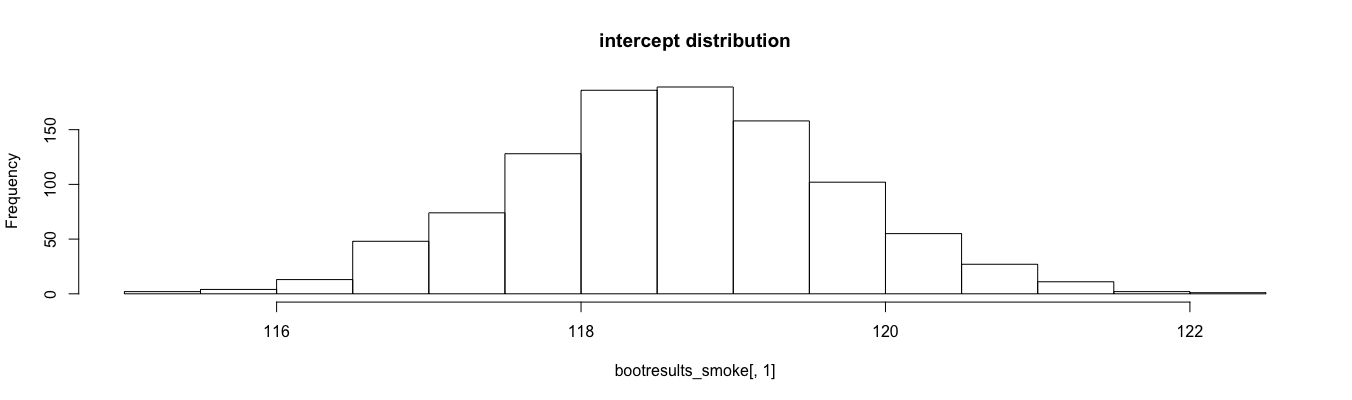 intercept distribution
Frequency
150
100
50
0
116 118 120 122
bootresults_smoke[, 1]